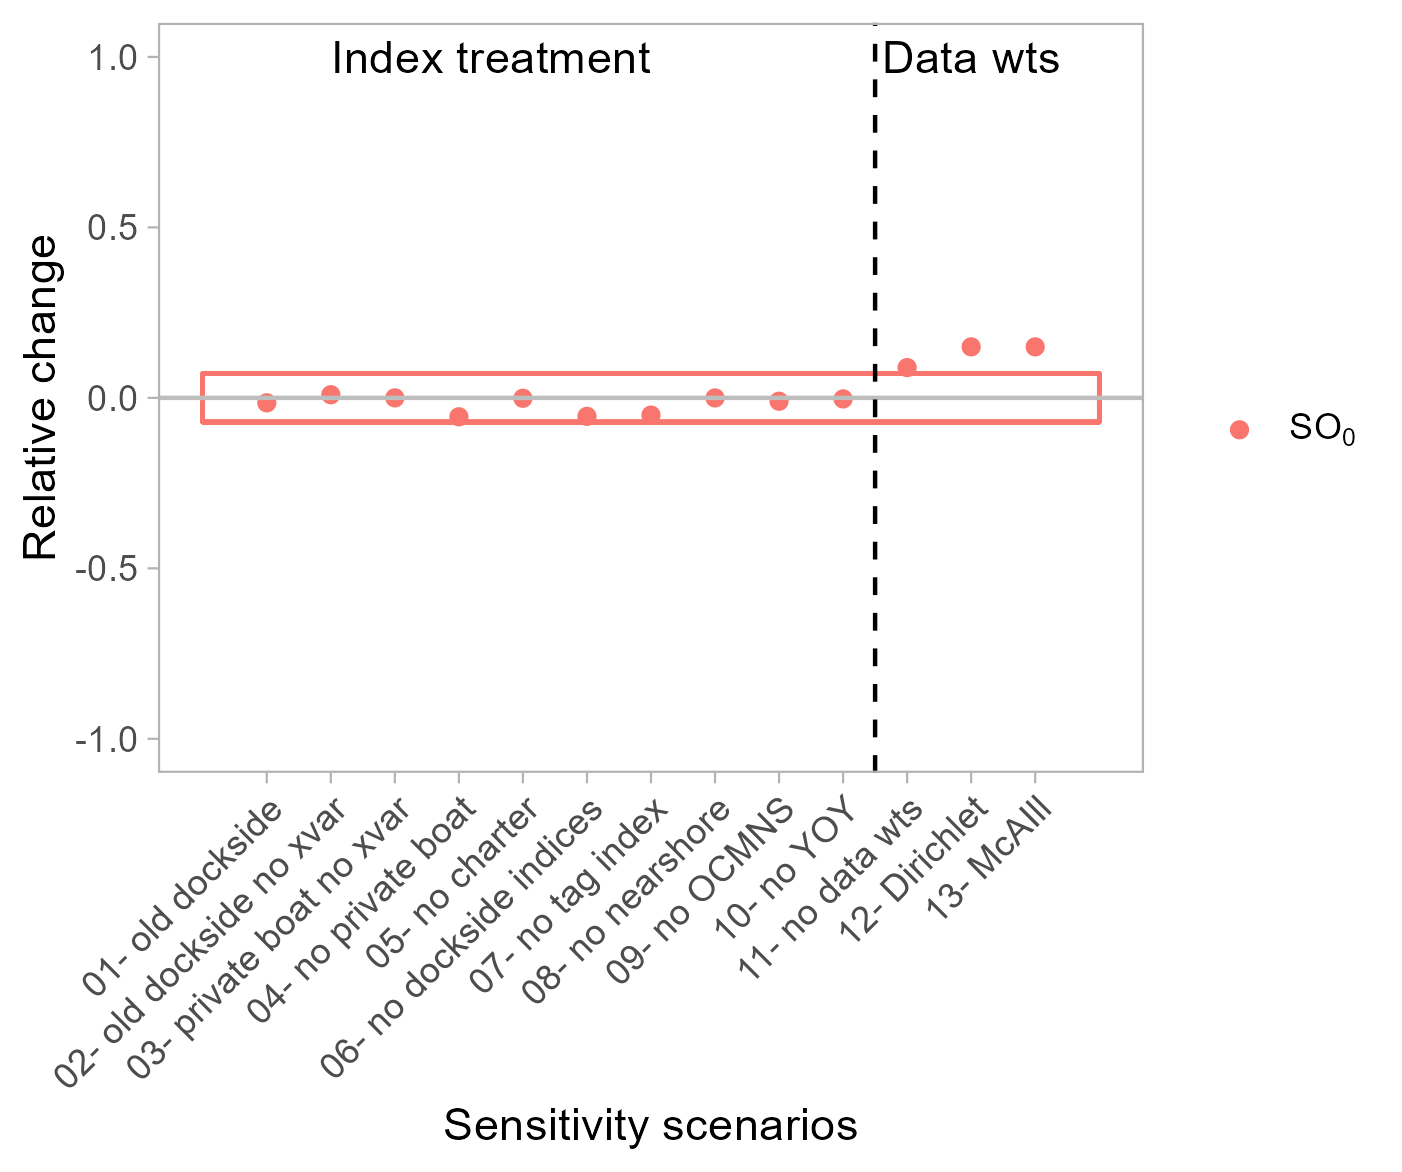 Index treatment
Data wts
1.0
0.5
0.0
-0.5
-1.0
Relative change
01- old dockside
02- old dockside no xvar
03- private boat no xvar
04- no private boat
05- no charter
06- no dockside indices
07- no tag index
08- no nearshore
09- no OCMNS
10- no YOY
11- no data wts
12- Dirichlet
13- McAlll
Sensitivity scenarios
SO₀